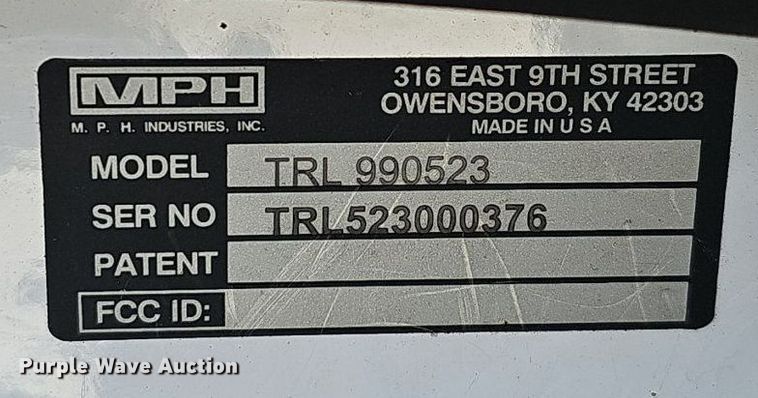 MPH
M. P. H. INDUSTRIES, INC.
316 EAST 9TH STREET
OWENSBORO, KY 42303
MADE IN U S A
MODEL TRL 990523
SER NO TRL523000376
PATENT
FCC ID:
Purple Wave Auction